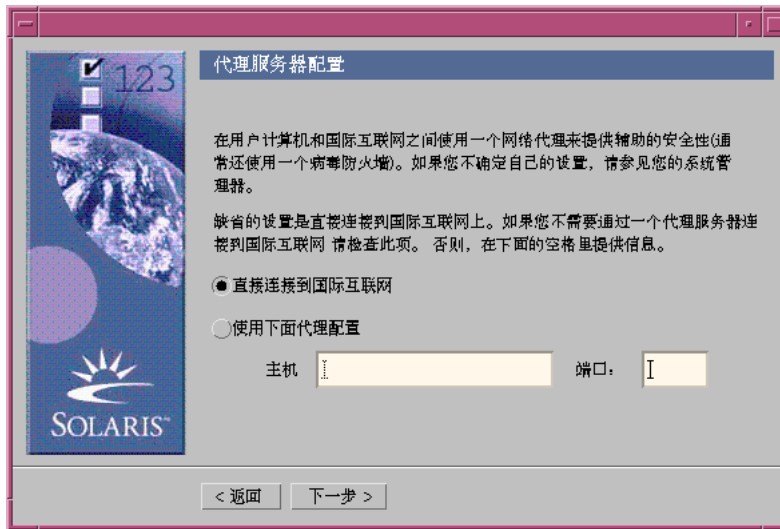 123
代理服务器配置
在用户计算机和国际互联网之间使用一个网络代理来提供辅助的安全性(通
常还使用一个病毒防火墙)。如果您不确定自己的设置，请参见您的系统管
理器。
缺省的设置是直接连接到国际互联网上。如果您不需要通过一个代理服务器连
接到国际互联网 请检查此项。 否则，在下面的空格里提供信息。
直接连接到国际互联网
使用下面代理配置
主机
端口：
SOLARIS™
< 返回
下一步 >